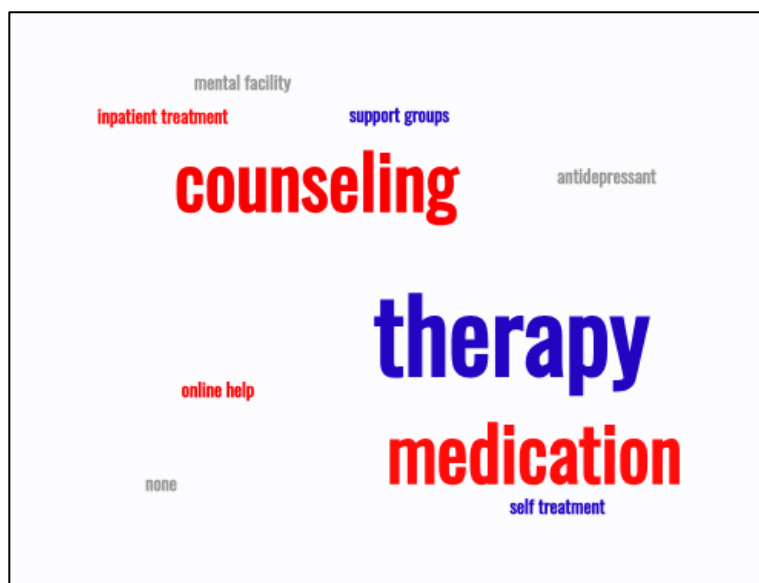 mental facility
inpatient treatment
support groups
counseling
antidepressant
therapy
online help
medication
none
self treatment